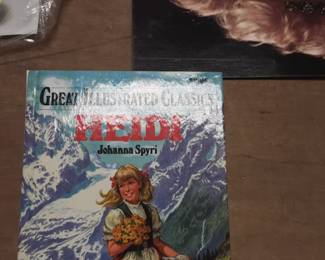 GREAT ILLUSTRATED CLASSICS
HEIDI
Johanna Spyri